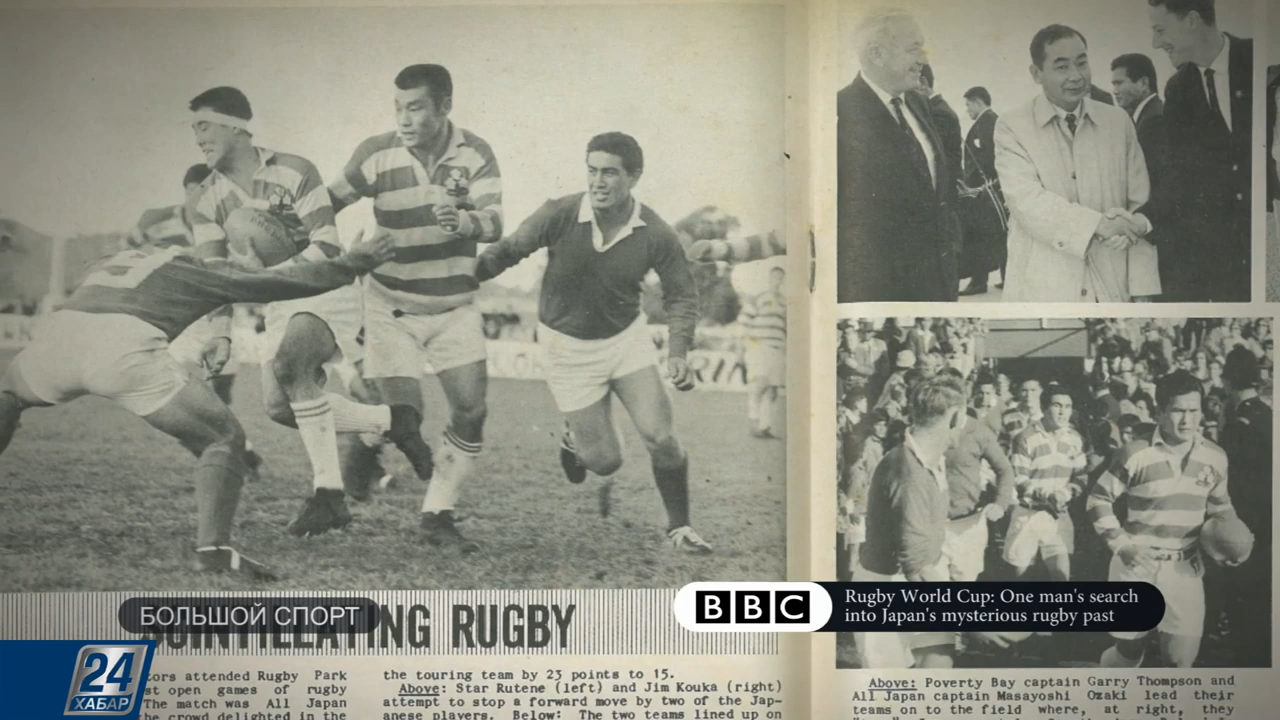 SCINTILLATING RUGBY
БОЛЬШОЙ СПОРТ
BBC
Rugby World Cup: One man's search
into Japan's mysterious rugby past
24
ХАБАР
tors attended Rugby Park
st open games of rugby
The match was All Japan
the crowd delighted in the
the touring team by 23 points to 15.
Above: Star Rutene (left) and Jim Kouka (right)
attempt to stop a forward move by two of the Jap-
anese players. Below: The two teams lined up on
Above: Poverty Bay captain Garry Thompson and
All Japan captain Masayoshi Ozaki lead their
teams on to the field where, at right, they